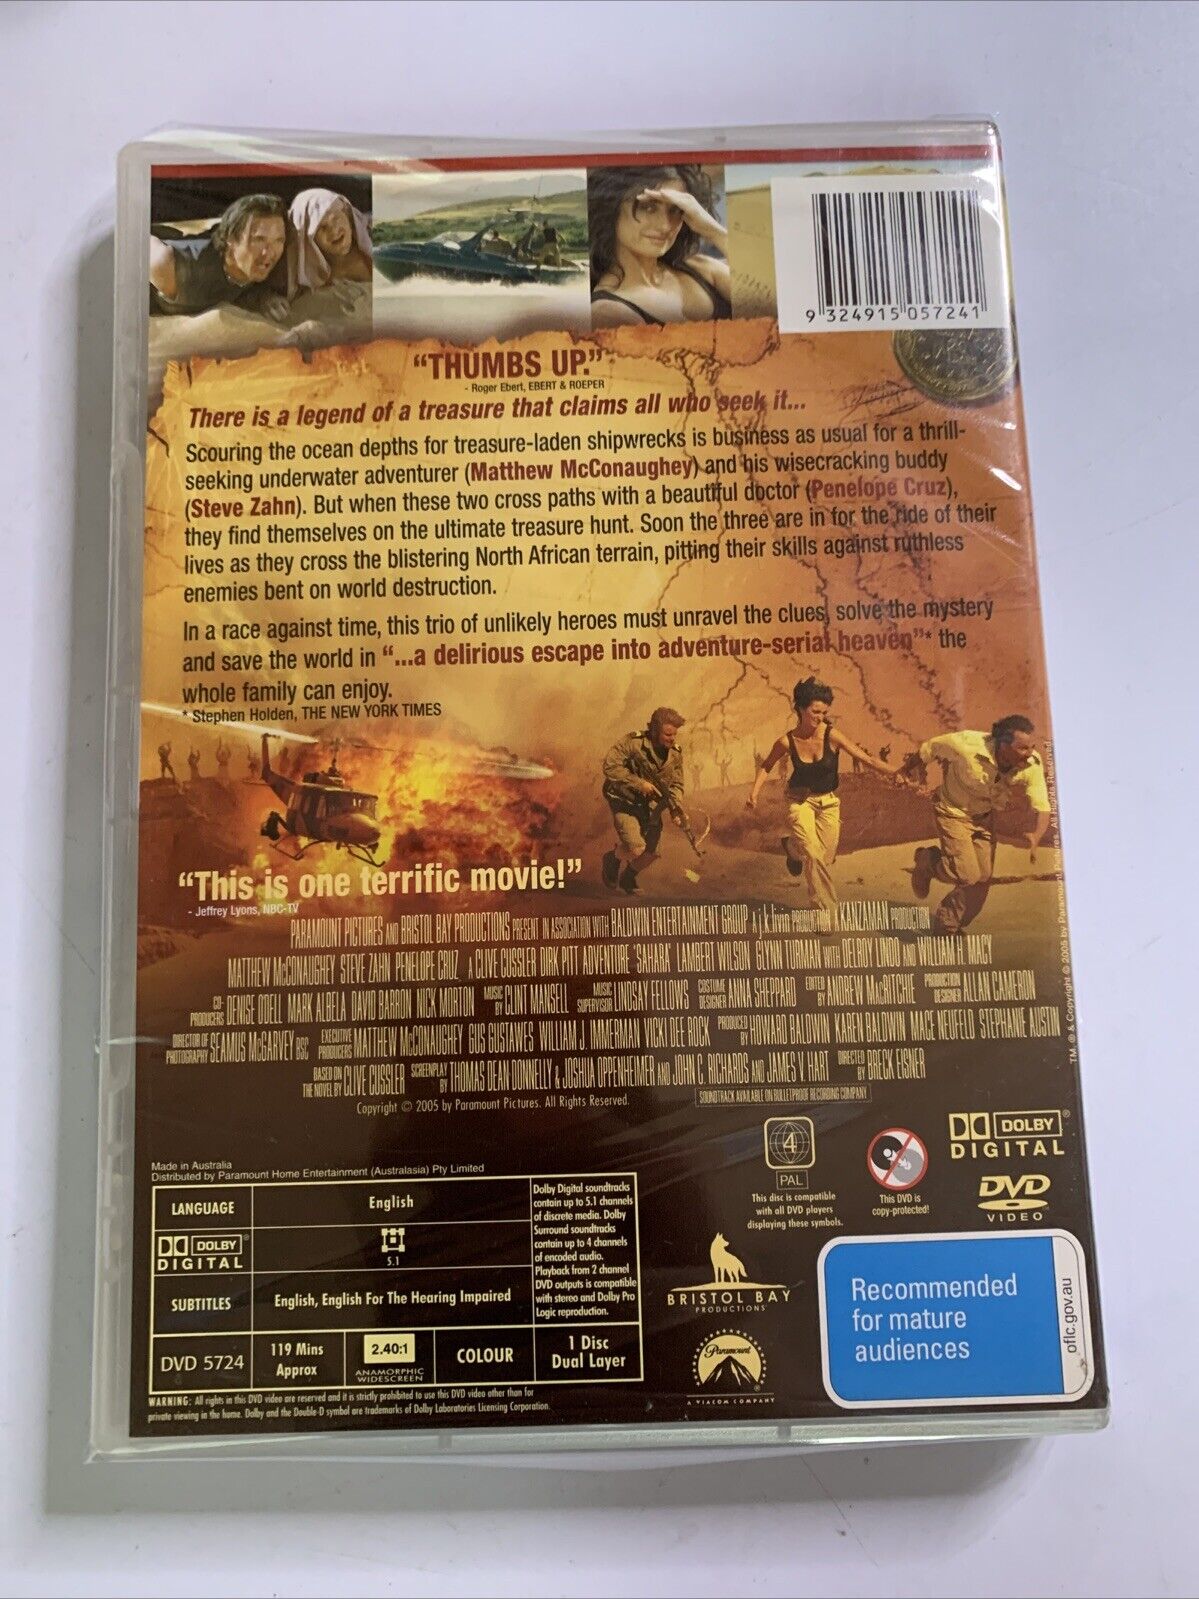 9 324915 057241
“THUMBS UP.”
- Roger Ebert, EBERT & ROEPER
There is a legend of a treasure that claims all who seek it...
Scouring the ocean depths for treasure-laden shipwrecks is business as usual for a thrill-
seeking underwater adventurer (Matthew McConaughey) and his wisecracking buddy
(Steve Zahn). But when these two cross paths with a beautiful doctor (Penelope Cruz),
they find themselves on the ultimate treasure hunt. Soon the three are in for the ride of their
lives as they cross the blistering North African terrain, pitting their skills against ruthless
enemies bent on world destruction.
In a race against time, this trio of unlikely heroes must unravel the clues, solve the mystery
and save the world in “...a delirious escape into adventure-serial heaven”* the
whole family can enjoy.
* Stephen Holden, THE NEW YORK TIMES
“This is one terrific movie!”
- Jeffrey Lyons, NBC-TV
PARAMOUNT PICTURES AND BRISTOL BAY PRODUCTIONS PRESENT IN ASSOCIATION WITH BALDWIN ENTERTAINMENT GROUP A j.k. livin PRODUCTION A KANZAMAN PRODUCTION
MATTHEW McCONAUGHEY STEVE ZAHN PENELOPE CRUZ A CLIVE CUSSLER DIRK PITT ADVENTURE 'SAHARA' LAMBERT WILSON GLYNN TURMAN WITH DELROY LINDO AND WILLIAM H. MACY
CO-PRODUCERS DENISE ODELL MARK ALBELA DAVID BARRON NICK MORTON MUSIC BY CLINT MANSELL MUSIC SUPERVISOR LINDSAY FELLOWS COSTUME DESIGNER ANNA SHEPPARD EDITED BY ANDREW MacRITCHIE PRODUCTION DESIGNER ALLAN CAMERON
DIRECTOR OF PHOTOGRAPHY SEAMUS McGARVEY BSC EXECUTIVE PRODUCERS MATTHEW McCONAUGHEY GUS GUSTAWES WILLIAM J. IMMERMAN VICKI DEE ROCK PRODUCED BY HOWARD BALDWIN KAREN BALDWIN MACE NEUFELD STEPHANIE AUSTIN
BASED ON THE NOVEL BY CLIVE CUSSLER SCREENPLAY BY THOMAS DEAN DONNELLY & JOSHUA OPPENHEIMER AND JOHN C. RICHARDS AND JAMES V. HART DIRECTED BY BRECK EISNER
Copyright © 2005 by Paramount Pictures. All Rights Reserved.
SOUNDTRACK AVAILABLE ON BULLETPROOF RECORDING COMPANY
TM, ® & Copyright © 2005 by Paramount Pictures. All Rights Reserved.
Made in Australia
Distributed by Paramount Home Entertainment (Australasia) Pty Limited
LANGUAGE
English
DOLBY
DIGITAL
5.1
SUBTITLES
English, English For The Hearing Impaired
Dolby Digital soundtracks
contain up to 5.1 channels
of discrete media. Dolby
Surround soundtracks
contain up to 4 channels
of encoded audio.
Playback from 2 channel
DVD outputs is compatible
with stereo and Dolby Pro
Logic reproduction.
DVD 5724
119 Mins
Approx
2.40:1
ANAMORPHIC
WIDESCREEN
COLOUR
1 Disc
Dual Layer
WARNING: All rights in this DVD video are reserved and it is strictly prohibited to use this DVD video other than for
private viewing in the home. Dolby and the Double-D symbol are trademarks of Dolby Laboratories Licensing Corporation.
4
PAL
This disc is compatible
with all DVD players
displaying these symbols.
This DVD is
copy-protected!
DOLBY
DIGITAL
DVD
VIDEO
BRISTOL BAY
PRODUCTIONS
Paramount
A VIACOM COMPANY
Recommended
for mature
audiences
oflc.gov.au